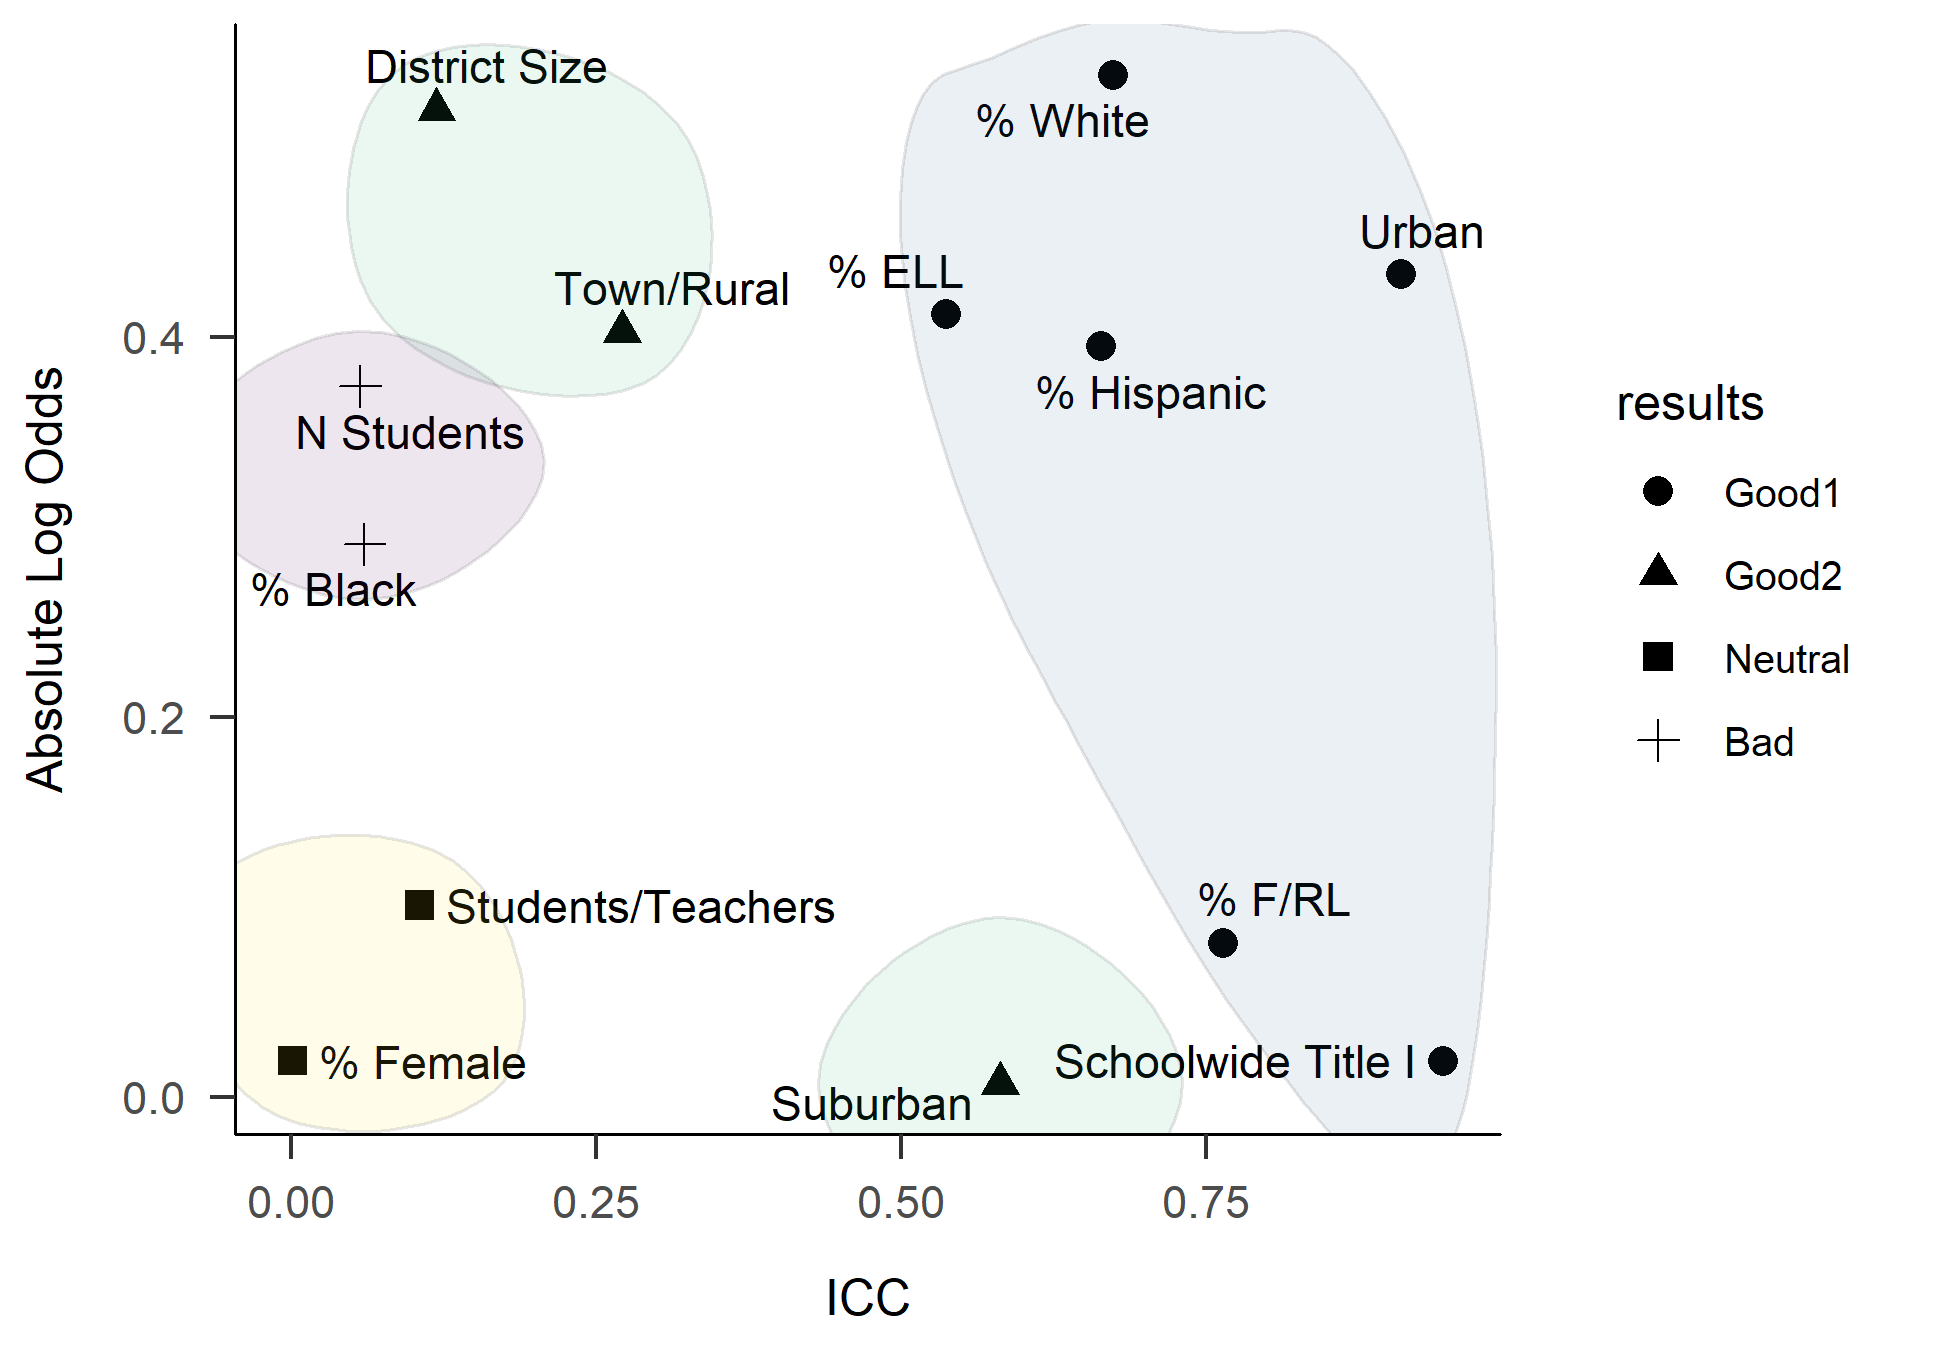 District Size
% White
Urban
% ELL
Town/Rural
% Hispanic
N Students
% Black
% F/RL
Students/Teachers
% Female
Schoolwide Title I
Suburban
0.4
0.2
0.0
Absolute Log Odds
0.00
0.25
0.50
0.75
ICC
results
Good1
Good2
Neutral
Bad